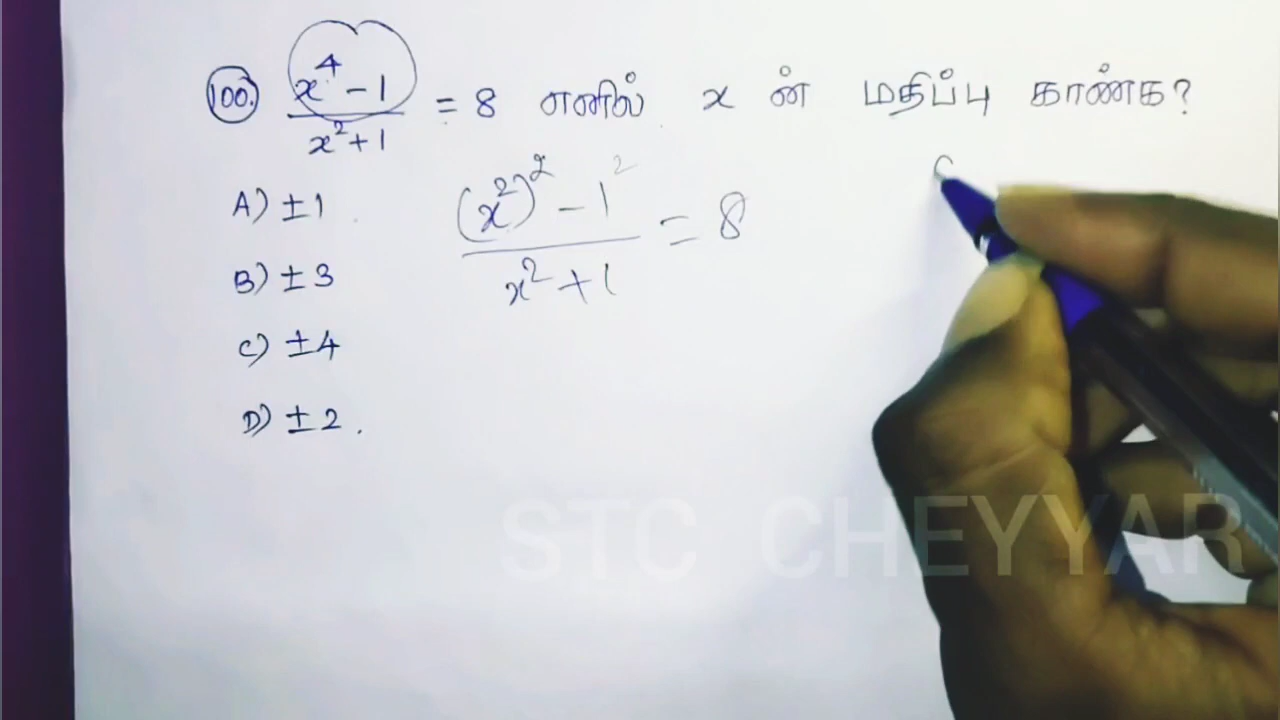 100. x⁴ - 1 / x² + 1 = 8 எனில் x ன் மதிப்பு காண்க?
A) ±1
B) ±3
C) ±4
D) ±2.
(x²)² - 1² / x² + 1 = 8
STC CHEYYAR